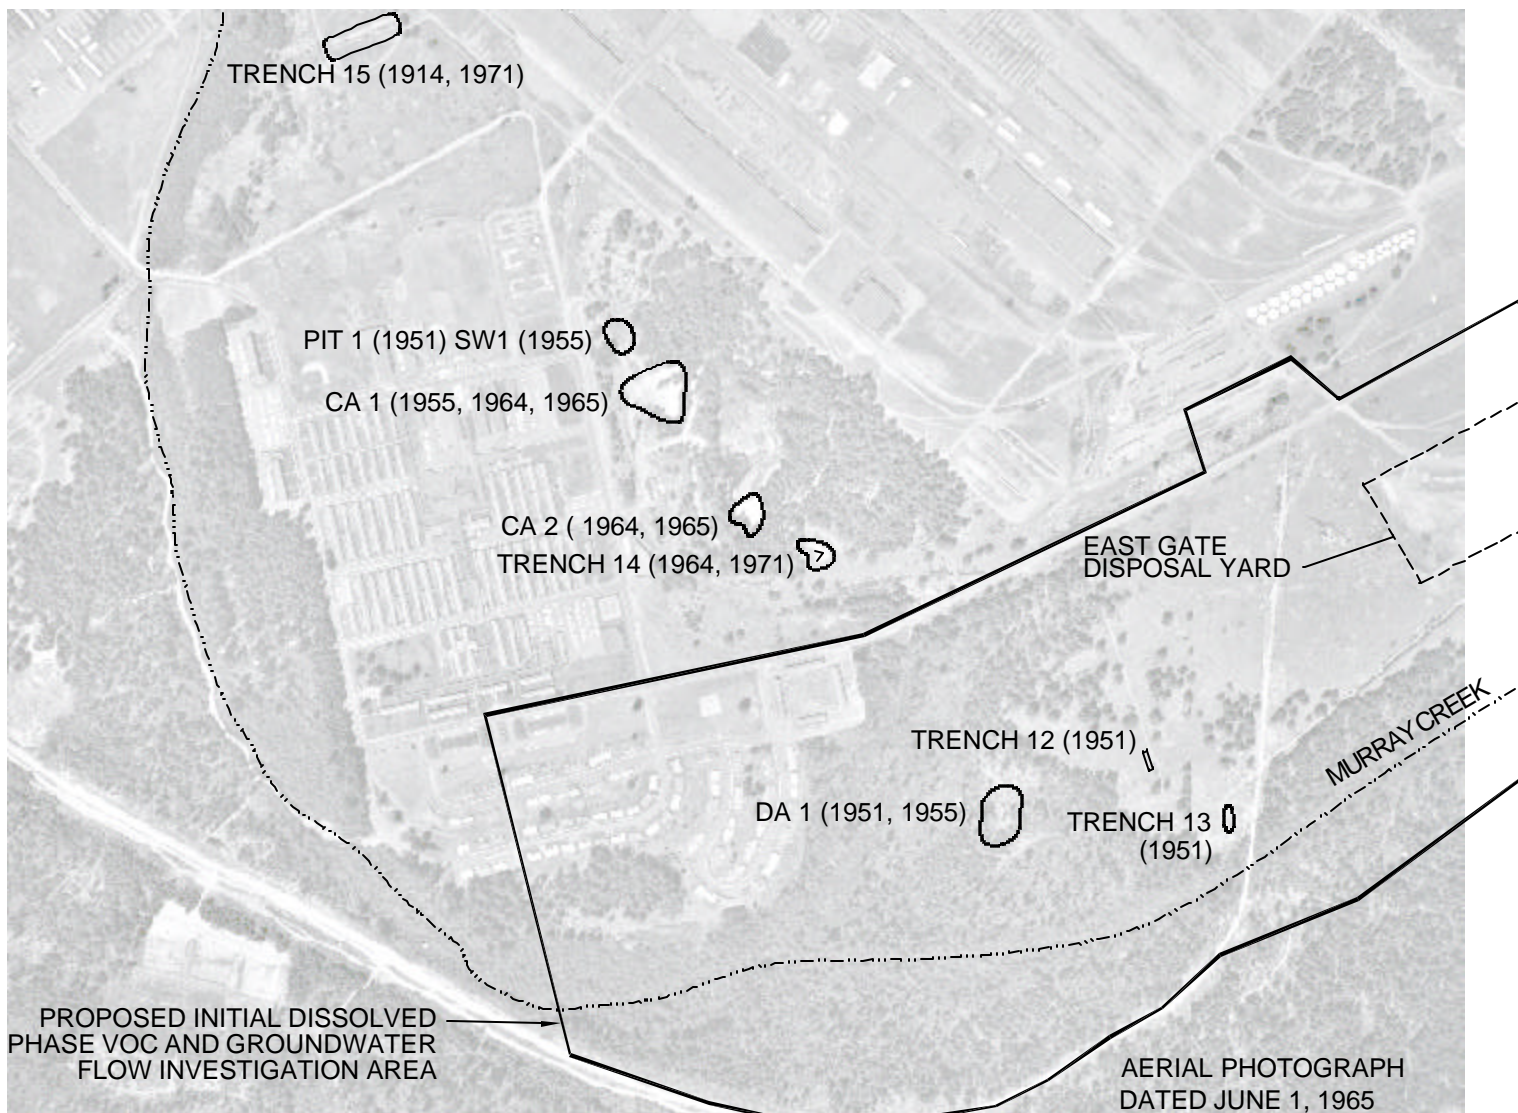 TRENCH 15 (1914, 1971)
PIT 1 (1951) SW1 (1955)
CA 1 (1955, 1964, 1965)
CA 2 ( 1964, 1965)
TRENCH 14 (1964, 1971)
EAST GATE
DISPOSAL YARD
MURRAY CREEK
TRENCH 12 (1951)
DA 1 (1951, 1955)
TRENCH 13
(1951)
PROPOSED INITIAL DISSOLVED
PHASE VOC AND GROUNDWATER
FLOW INVESTIGATION AREA
AERIAL PHOTOGRAPH
DATED JUNE 1, 1965